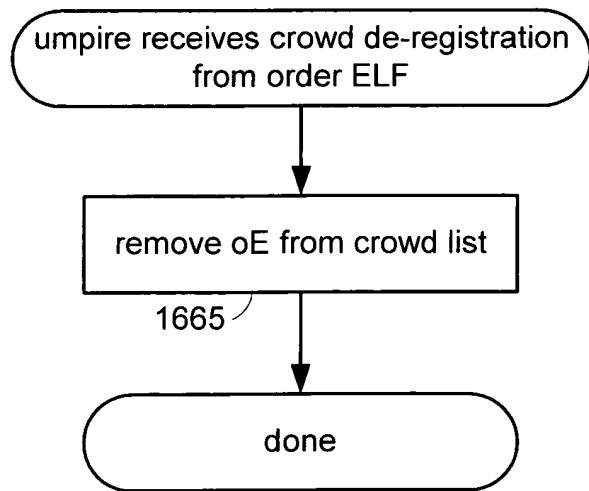 umpire receives crowd de-registration
from order ELF
remove oE from crowd list
1665
done